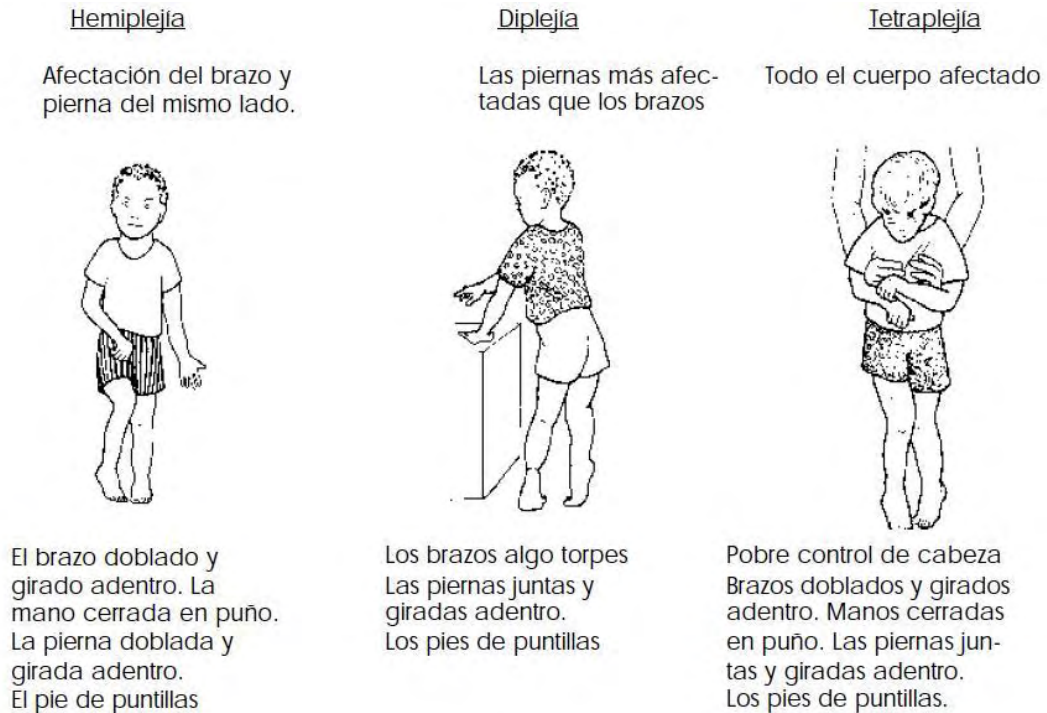 Hemiplejía
Afectación del brazo y
pierna del mismo lado.
El brazo doblado y
girado adentro. La
mano cerrada en puño.
La pierna doblada y
girada adentro.
El pie de puntillas
Diplejía
Las piernas más afec-
tadas que los brazos
Los brazos algo torpes
Las piernas juntas y
giradas adentro.
Los pies de puntillas
Tetraplejía
Todo el cuerpo afectado
Pobre control de cabeza
Brazos doblados y girados
adentro. Manos cerradas
en puño. Las piernas jun-
tas y giradas adentro.
Los pies de puntillas.